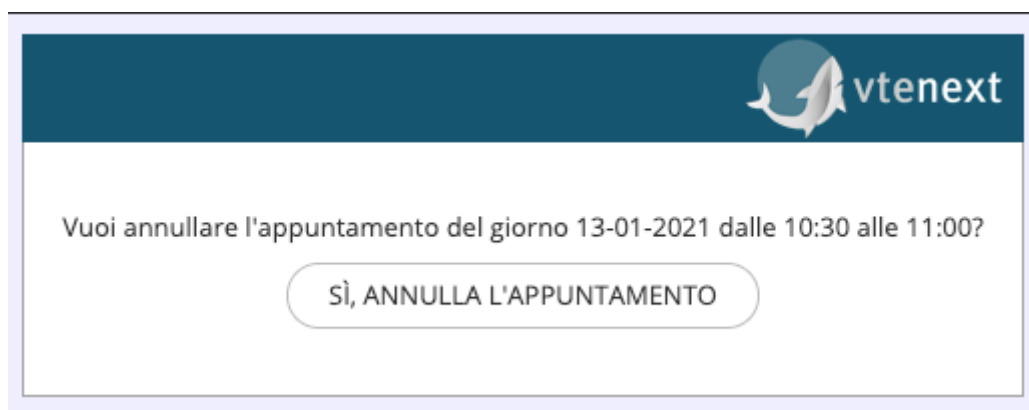 vtenext
Vuoi annullare l'appuntamento del giorno 13-01-2021 dalle 10:30 alle 11:00?
SÌ, ANNULLA L'APPUNTAMENTO